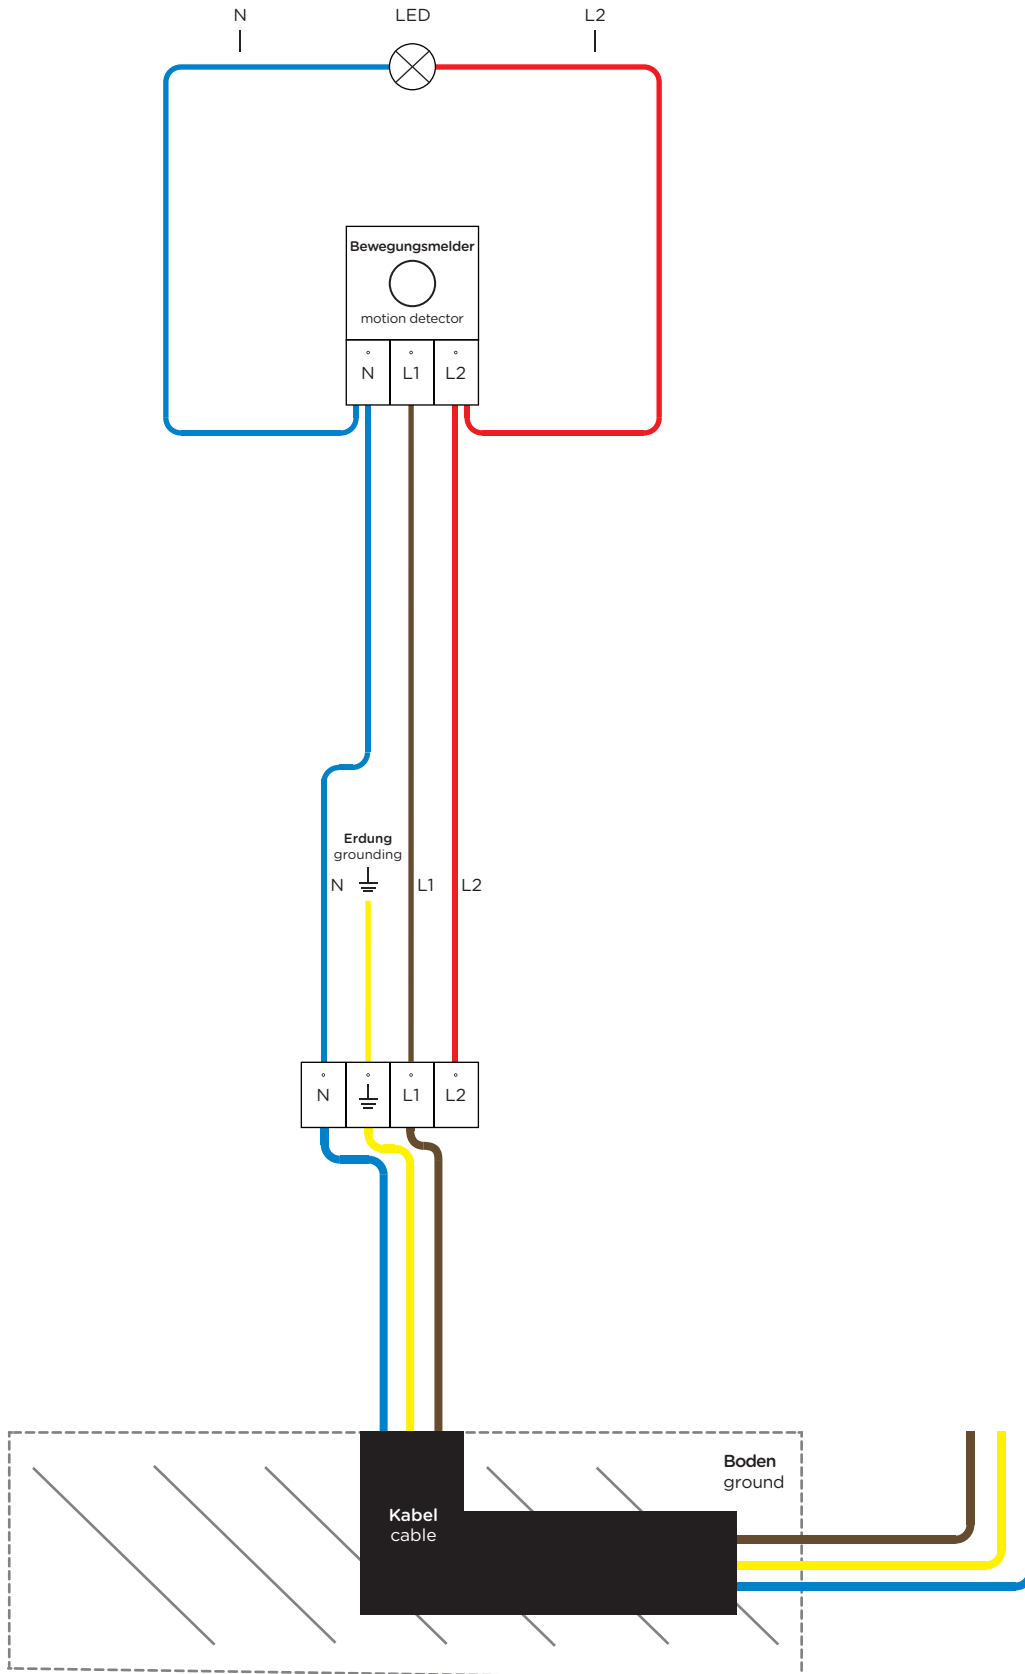 N
LED
L2
Bewegungsmelder
motion detector
N
L1
L2
Erdung
grounding
N
L1
L2
N
L1
L2
Boden
ground
Kabel
cable